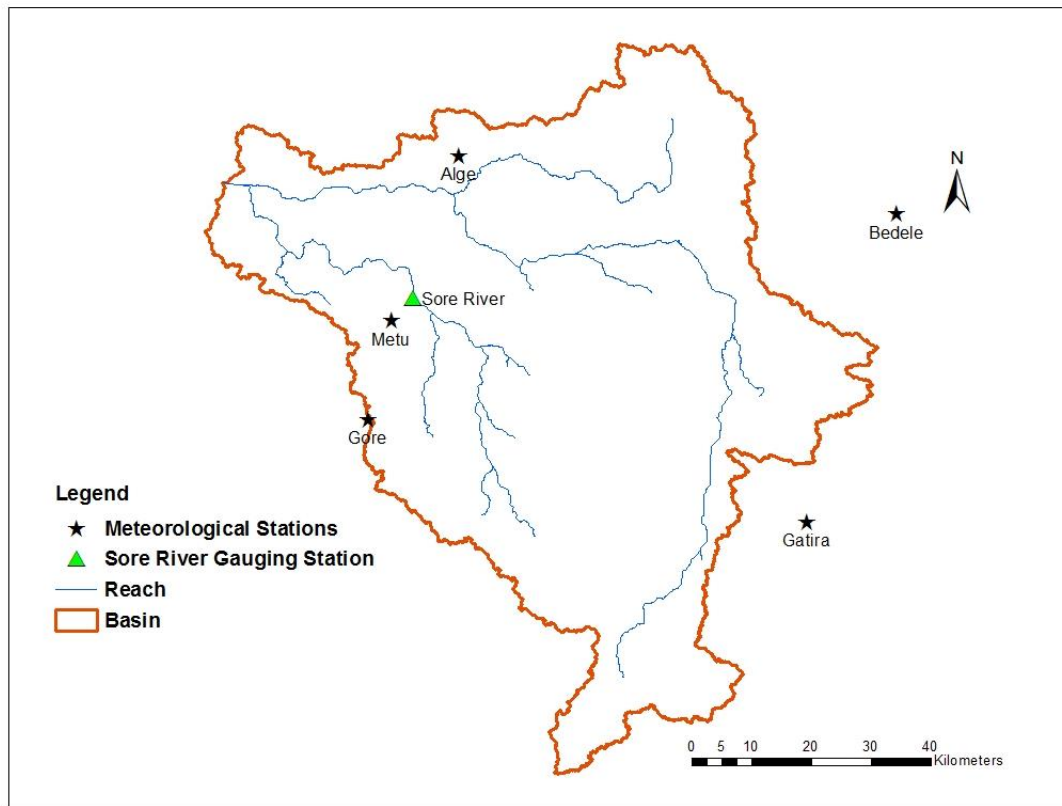 N
Alge
Bedele
Sore River
Metu
Gore
Legend
Meteorological Stations
Sore River Gauging Station
Reach
Basin
Gatira
0 5 10 20 30 40
Kilometers